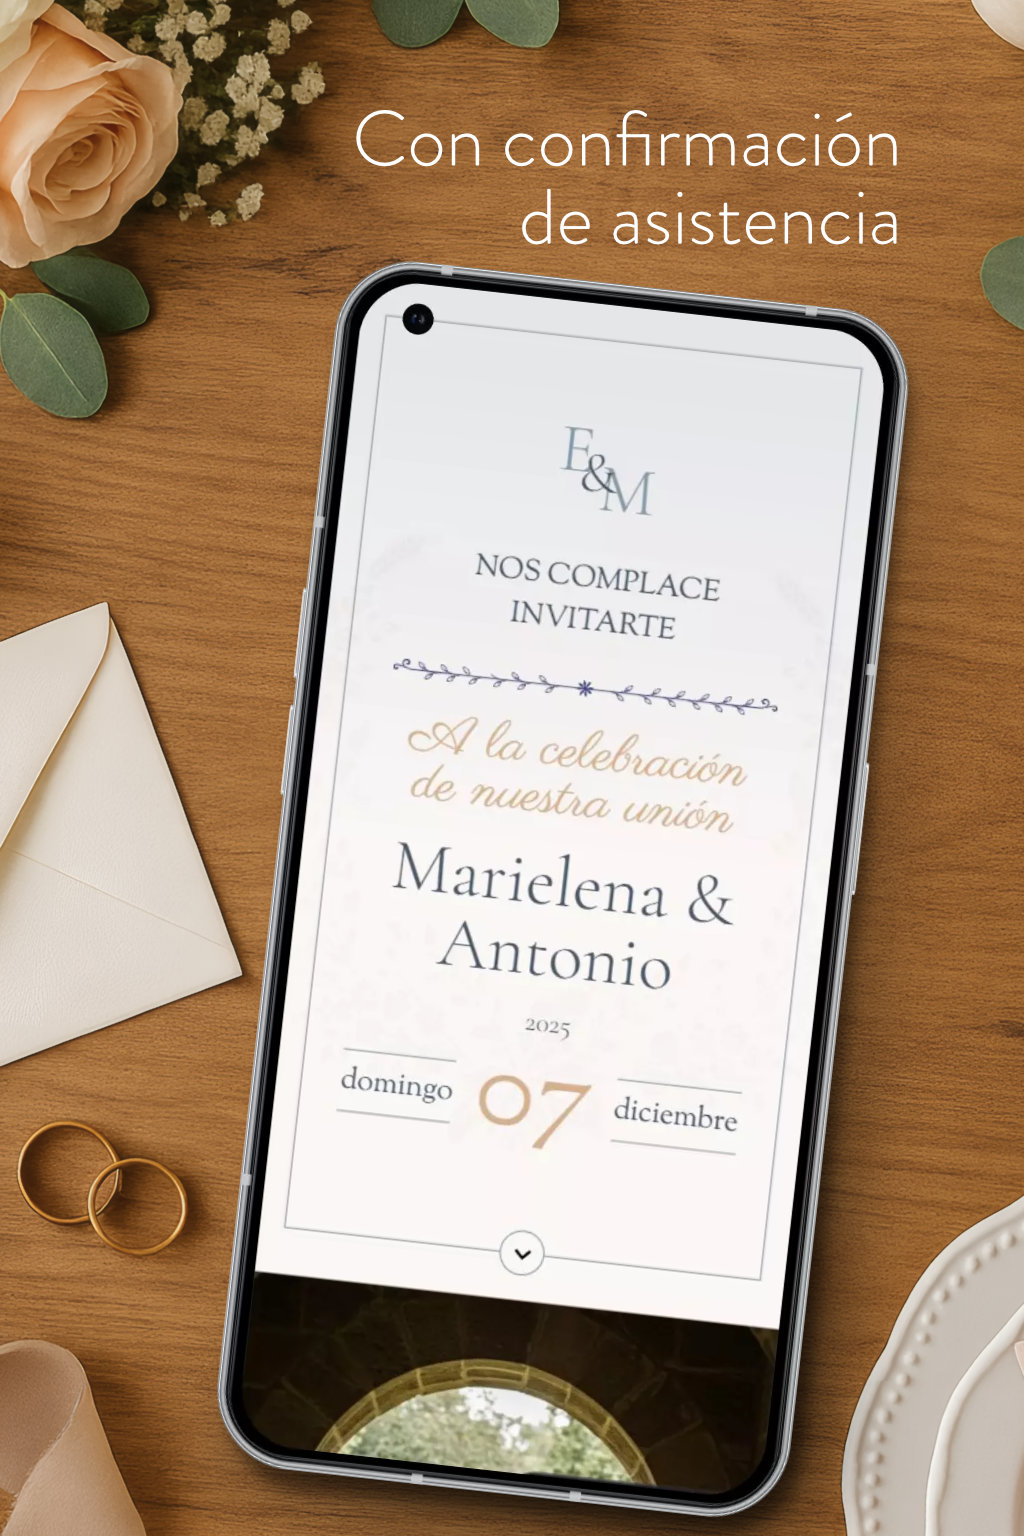 Con confirmación
de asistencia
E&M
NOS COMPLACE
INVITARTE
A la celebración
de nuestra unión
Marielena &
Antonio
2025
domingo 07 diciembre